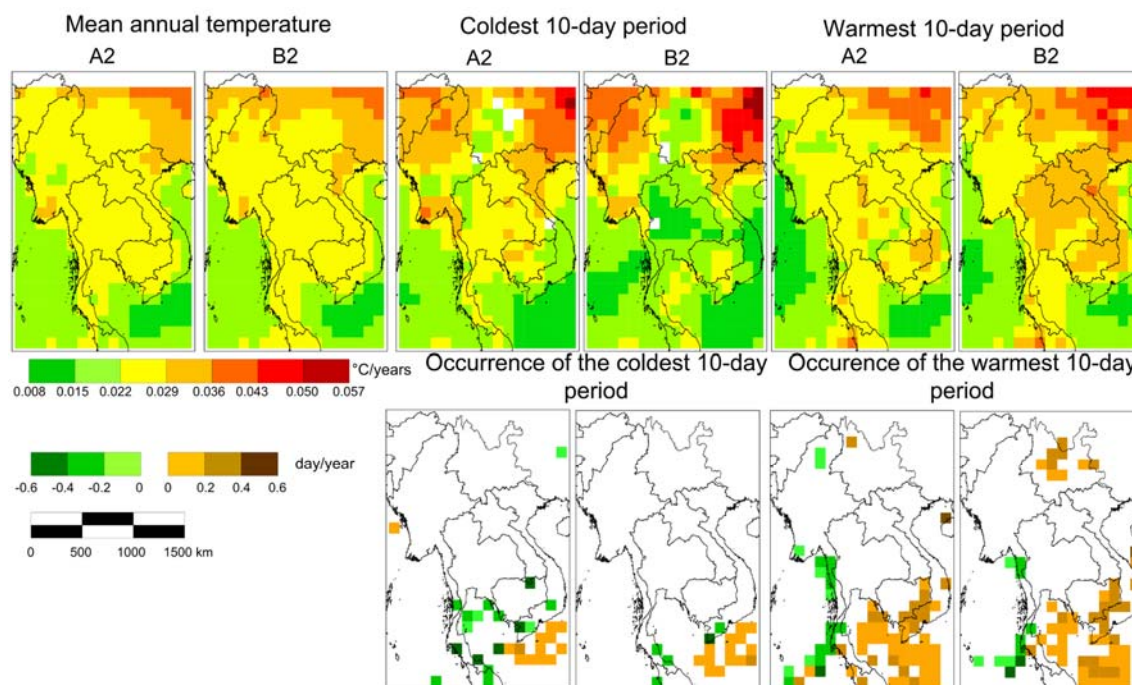 Mean annual temperature
Coldest 10-day period
Warmest 10-day period
A2
B2
A2
B2
A2
B2
°C/years
0.008 0.015 0.022 0.029 0.036 0.043 0.050 0.057
Occurrence of the coldest 10-day
period
Occurrence of the warmest 10-day
period
day/year
-0.6 -0.4 -0.2 0 0 0.2 0.4 0.6
0 500 1000 1500 km